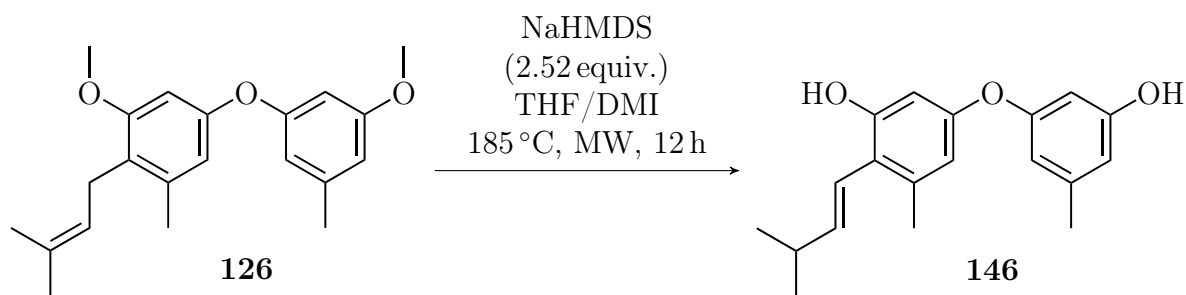 NaHMDS
(2.52 equiv.)
THF/DMI
185 °C, MW, 12 h
O
O
O
126
HO
O
OH
146